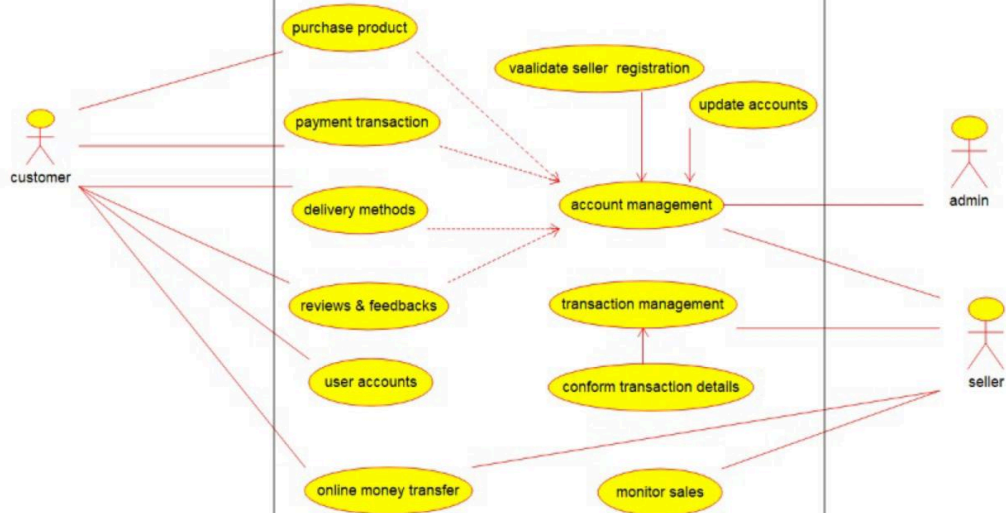 purchase product
vaalidate seller registration
update accounts
payment transaction
customer
admin
delivery methods
account management
reviews & feedbacks
transaction management
user accounts
conform transaction details
seller
online money transfer
monitor sales